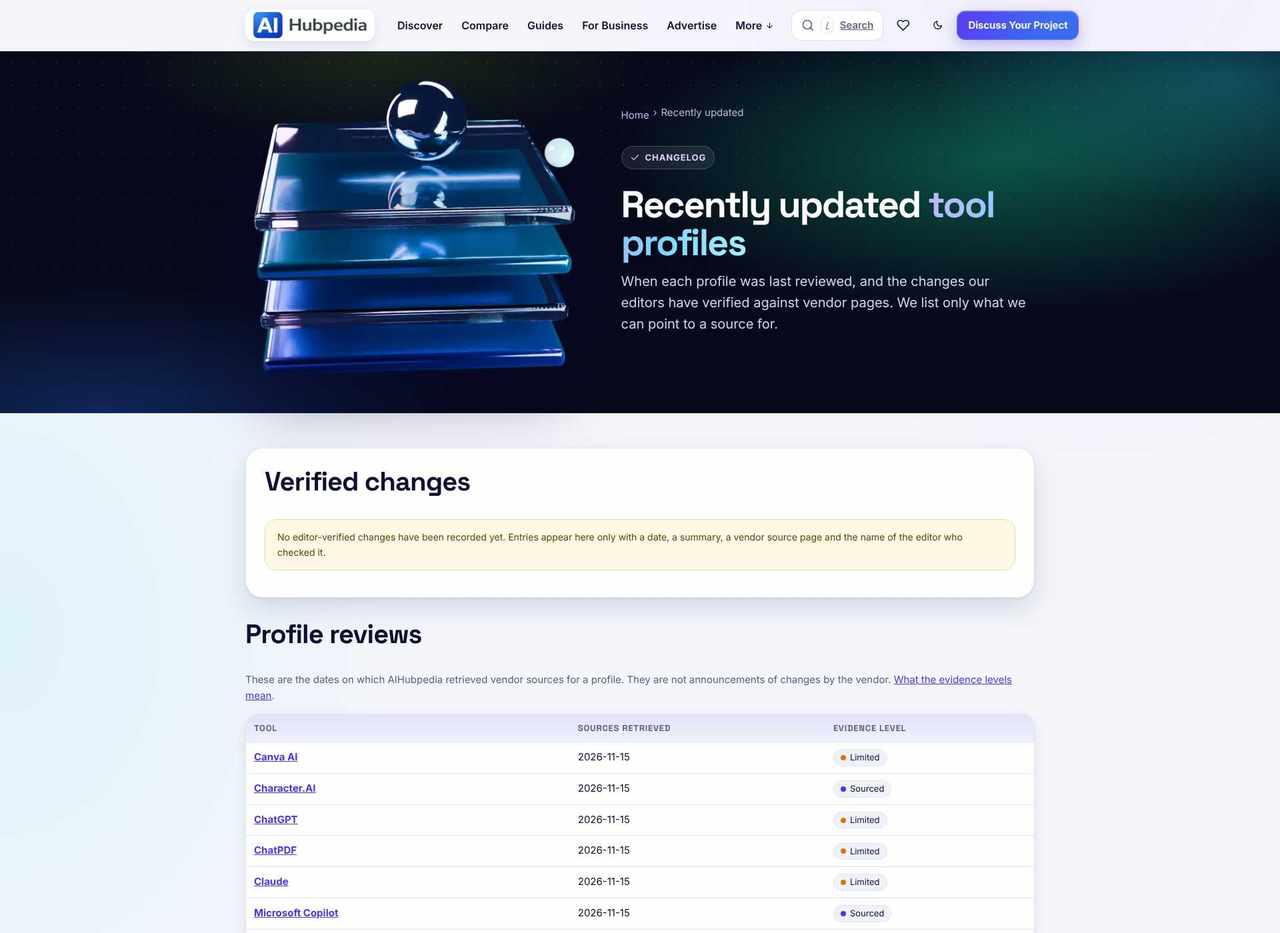 AI Hubpedia
Discover
Compare
Guides
For Business
Advertise
More ↓
/
Search
Discuss Your Project
Home › Recently updated
CHANGELOG
Recently updated tool
profiles
When each profile was last reviewed, and the changes our
editors have verified against vendor pages. We list only what we
can point to a source for.
Verified changes
No editor-verified changes have been recorded yet. Entries appear here only with a date, a summary, a vendor source page and the name of the editor who
checked it.
Profile reviews
These are the dates on which AIHubpedia retrieved vendor sources for a profile. They are not announcements of changes by the vendor. What the evidence levels
mean.
TOOL SOURCES RETRIEVED EVIDENCE LEVEL
Canva AI 2026-11-15 Limited
Character.AI 2026-11-15 Sourced
ChatGPT 2026-11-15 Limited
ChatPDF 2026-11-15 Limited
Claude 2026-11-15 Limited
Microsoft Copilot 2026-11-15 Sourced